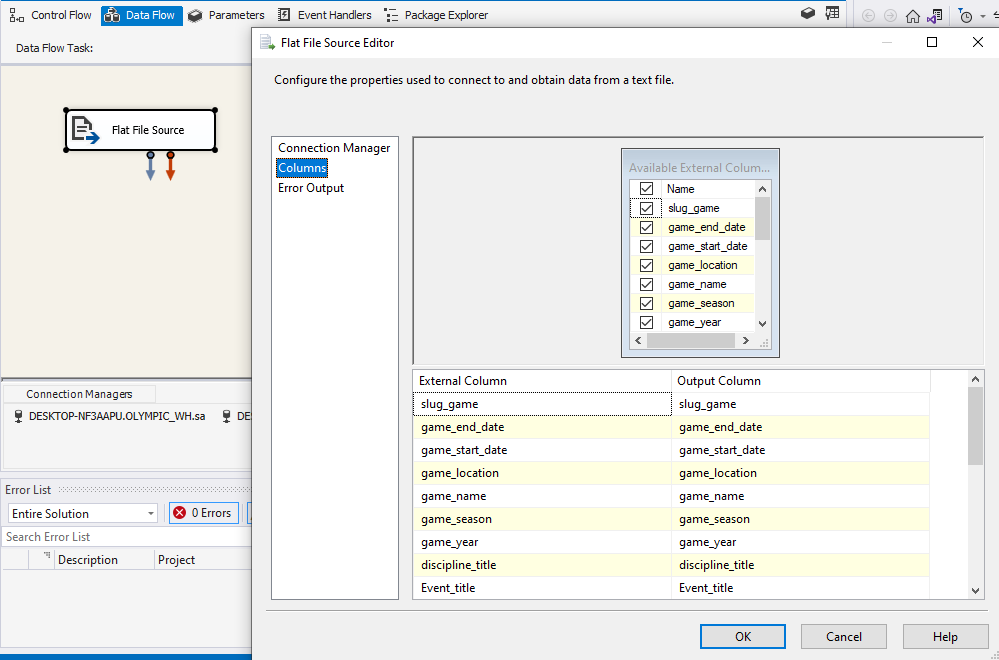 Control Flow Data Flow Parameters Event Handlers Package Explorer
Data Flow Task:
Flat File Source
Connection Managers
DESKTOP-NF3AAPU.OLYMPIC_WH.sa DE
Error List
Entire Solution 0 Errors
Search Error List
Description Project
Flat File Source Editor
Configure the properties used to connect to and obtain data from a text file.
Connection Manager
Columns
Error Output
Available External Colum...
Name
slug_game
game_end_date
game_start_date
game_location
game_name
game_season
game_year
External Column Output Column
slug_game slug_game
game_end_date game_end_date
game_start_date game_start_date
game_location game_location
game_name game_name
game_season game_season
game_year game_year
discipline_title discipline_title
Event_title Event_title
OK Cancel Help